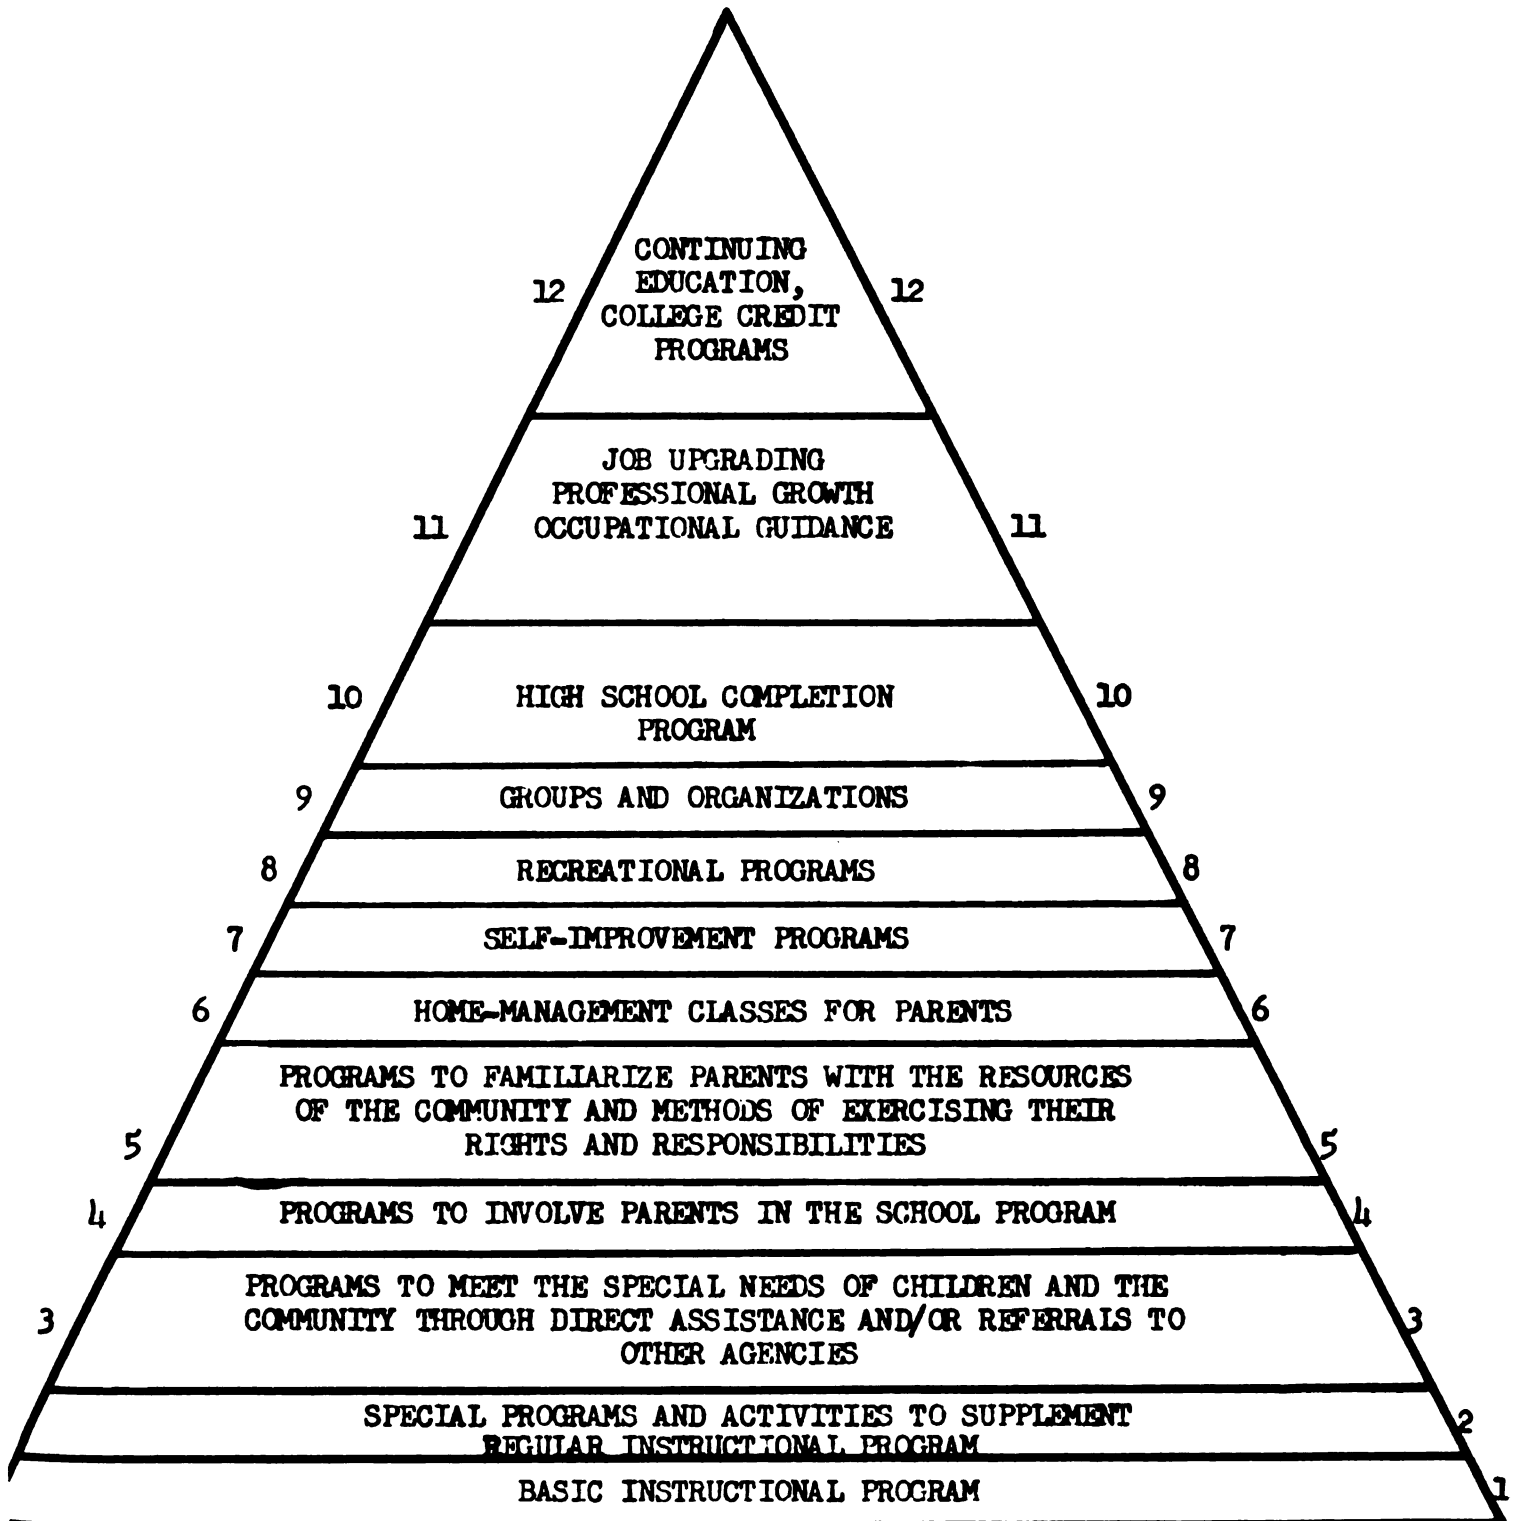 CONTINUING
EDUCATION,
12 12
COLLEGE CREDIT
PROGRAMS
JOB UPGRADING
PROFESSIONAL GROWTH
11 OCCUPATIONAL GUIDANCE 11
10 HIGH SCHOOL COMPLETION 10
PROGRAM
9 GROUPS AND ORGANIZATIONS 9
8 RECREATIONAL PROGRAMS 8
7 SELF-IMPROVEMENT PROGRAMS 7
6 HOME-MANAGEMENT CLASSES FOR PARENTS 6
PROGRAMS TO FAMILIARIZE PARENTS WITH THE RESOURCES
OF THE COMMUNITY AND METHODS OF EXERCISING THEIR
5 RIGHTS AND RESPONSIBILITIES 5
4 PROGRAMS TO INVOLVE PARENTS IN THE SCHOOL PROGRAM 4
PROGRAMS TO MEET THE SPECIAL NEEDS OF CHILDREN AND THE
3 COMMUNITY THROUGH DIRECT ASSISTANCE AND/OR REFERRALS TO 3
OTHER AGENCIES
SPECIAL PROGRAMS AND ACTIVITIES TO SUPPLEMENT 2
REGULAR INSTRUCTIONAL PROGRAM
BASIC INSTRUCTIONAL PROGRAM 1